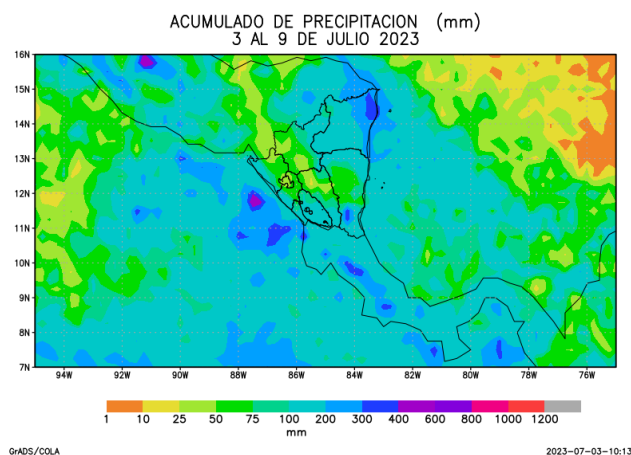 ACUMULADO DE PRECIPITACION (mm)
3 AL 9 DE JULIO 2023
16N
15N
14N
13N
12N
11N
10N
9N
8N
7N
94W 92W 90W 88W 86W 84W 82W 80W 78W 76W
1 10 25 50 75 100 200 300 400 600 800 1000 1200
mm
GrADS/COLA 2023-07-03-10:13